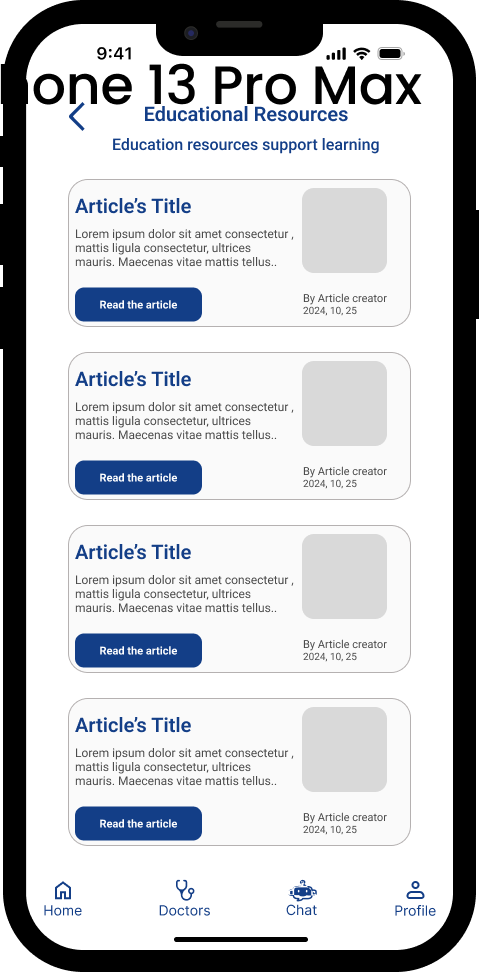 9:41
hone 13 Pro Max
Educational Resources
Education resources support learning
Article's Title
Lorem ipsum dolor sit amet consectetur ,
mattis ligula consectetur, ultrices
mauris. Maecenas vitae mattis tellus..
Read the article
By Article creator
2024, 10, 25
Article's Title
Lorem ipsum dolor sit amet consectetur ,
mattis ligula consectetur, ultrices
mauris. Maecenas vitae mattis tellus..
Read the article
By Article creator
2024, 10, 25
Article's Title
Lorem ipsum dolor sit amet consectetur ,
mattis ligula consectetur, ultrices
mauris. Maecenas vitae mattis tellus..
Read the article
By Article creator
2024, 10, 25
Article's Title
Lorem ipsum dolor sit amet consectetur ,
mattis ligula consectetur, ultrices
mauris. Maecenas vitae mattis tellus..
Read the article
By Article creator
2024, 10, 25
Home Doctors Chat Profile